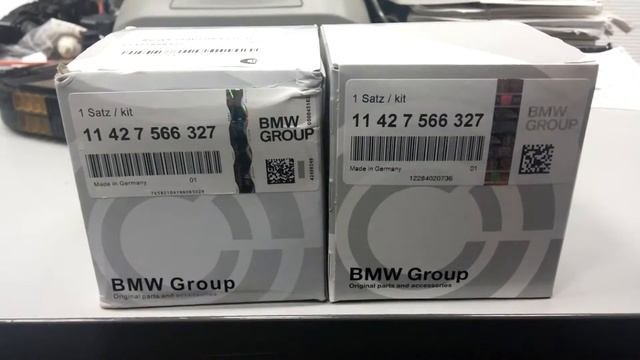 1 Satz / kit
11 42 7 566 327
BMW
GROUP
Made in Germany
01
BMW Group
Original parts and accessories
1 Satz / kit
11 42 7 566 327
BMW
GROUP
01
Made in Germany
12284020736
BMW Group
Original parts and accessories